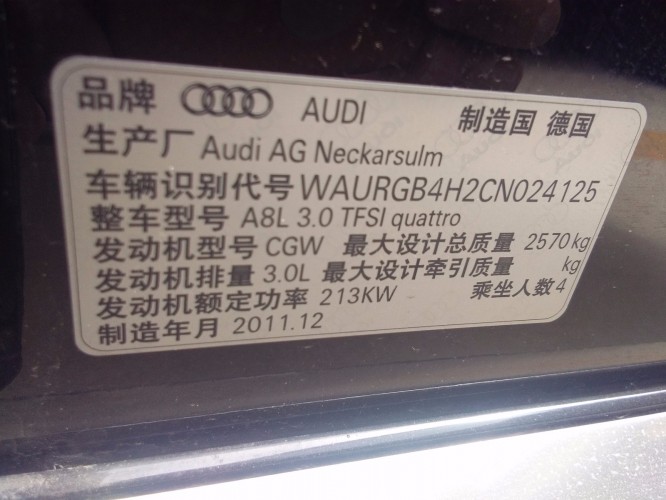 品牌 AUDI 制造国 德国
生产厂 Audi AG Neckarsulm
车辆识别代号 WAURGB4H2CN024125
整车型号 A8L 3.0 TFSI quattro
发动机型号 CGW 最大设计总质量 2570kg
发动机排量 3.0L 最大设计牵引质量 kg
发动机额定功率 213KW 乘坐人数 4
制造年月 2011.12